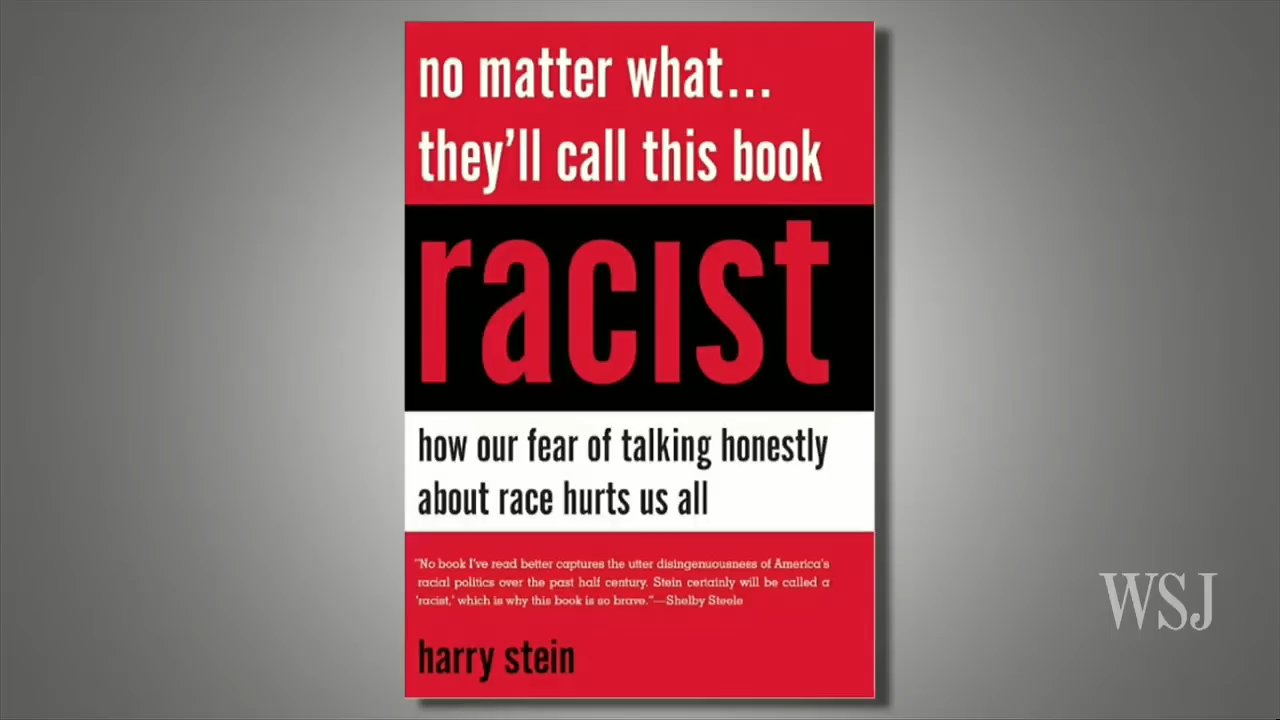 no matter what...
they'll call this book
racist
how our fear of talking honestly
about race hurts us all
"No book I've read better captures the utter disingenuousness of America's
racial politics over the past half century. Stein certainly will be called a
'racist,' which is why this book is so brave."—Shelby Steele
harry stein
WSJ